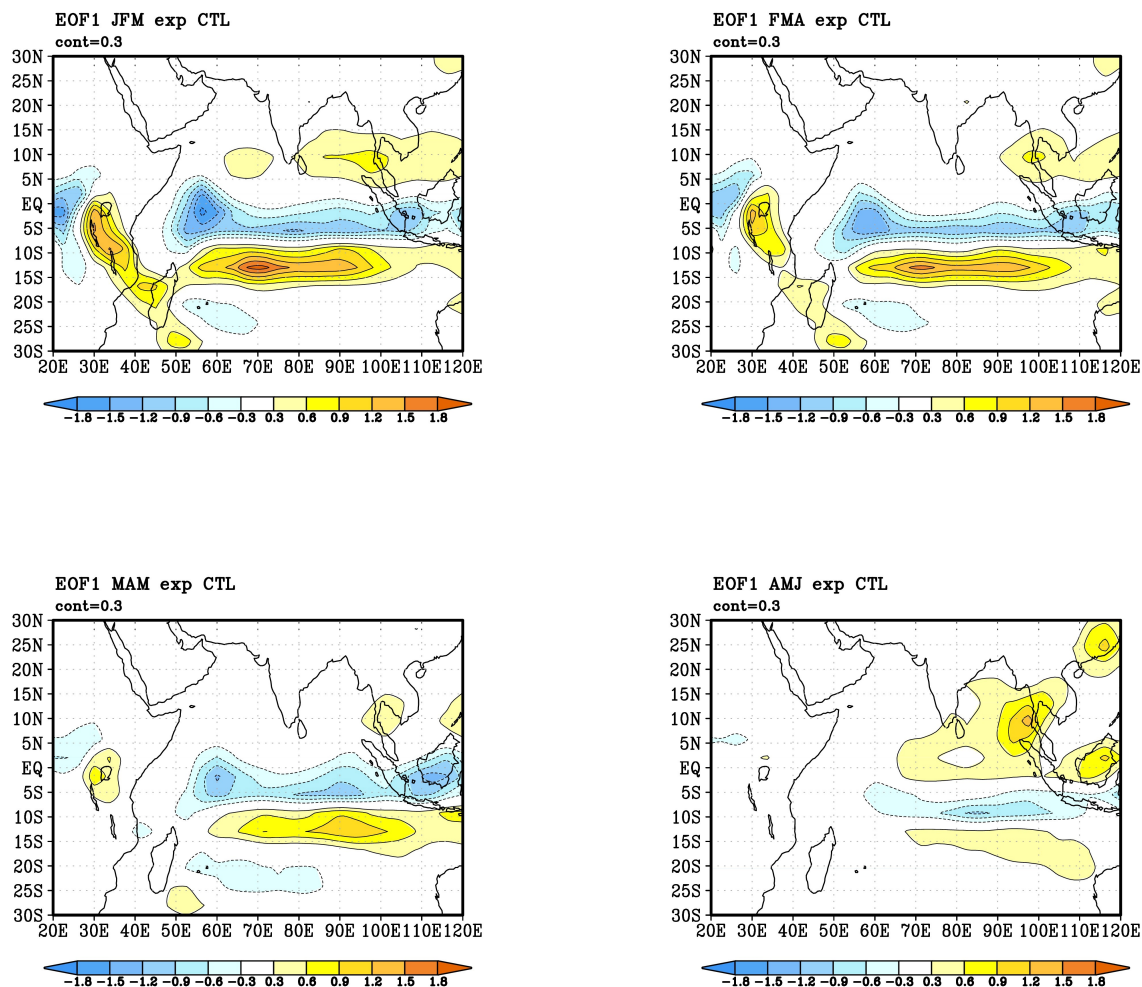 EOF1 JFM exp CTL
cont=0.3
30N
25N
20N
15N
10N
5N
EQ
5S
10S
15S
20S
25S
30S
20E 30E 40E 50E 60E 70E 80E 90E 100E 110E 120E
-1.8 -1.5 -1.2 -0.9 -0.6 -0.3 0.3 0.6 0.9 1.2 1.5 1.8
EOF1 FMA exp CTL
cont=0.3
30N
25N
20N
15N
10N
5N
EQ
5S
10S
15S
20S
25S
30S
20E 30E 40E 50E 60E 70E 80E 90E 100E 110E 120E
-1.8 -1.5 -1.2 -0.9 -0.6 -0.3 0.3 0.6 0.9 1.2 1.5 1.8
EOF1 MAM exp CTL
cont=0.3
30N
25N
20N
15N
10N
5N
EQ
5S
10S
15S
20S
25S
30S
20E 30E 40E 50E 60E 70E 80E 90E 100E 110E 120E
-1.8 -1.5 -1.2 -0.9 -0.6 -0.3 0.3 0.6 0.9 1.2 1.5 1.8
EOF1 AMJ exp CTL
cont=0.3
30N
25N
20N
15N
10N
5N
EQ
5S
10S
15S
20S
25S
30S
20E 30E 40E 50E 60E 70E 80E 90E 100E 110E 120E
-1.8 -1.5 -1.2 -0.9 -0.6 -0.3 0.3 0.6 0.9 1.2 1.5 1.8